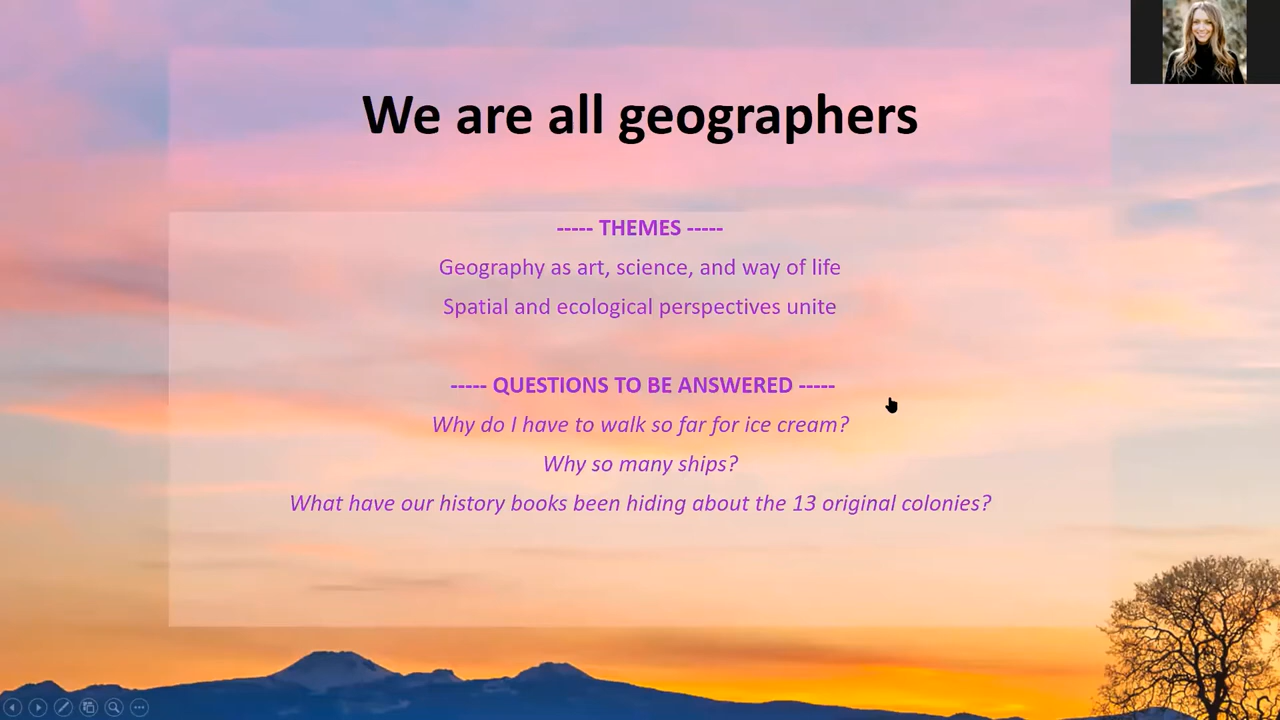 We are all geographers
----- THEMES -----
Geography as art, science, and way of life
Spatial and ecological perspectives unite
----- QUESTIONS TO BE ANSWERED -----
Why do I have to walk so far for ice cream?
Why so many ships?
What have our history books been hiding about the 13 original colonies?